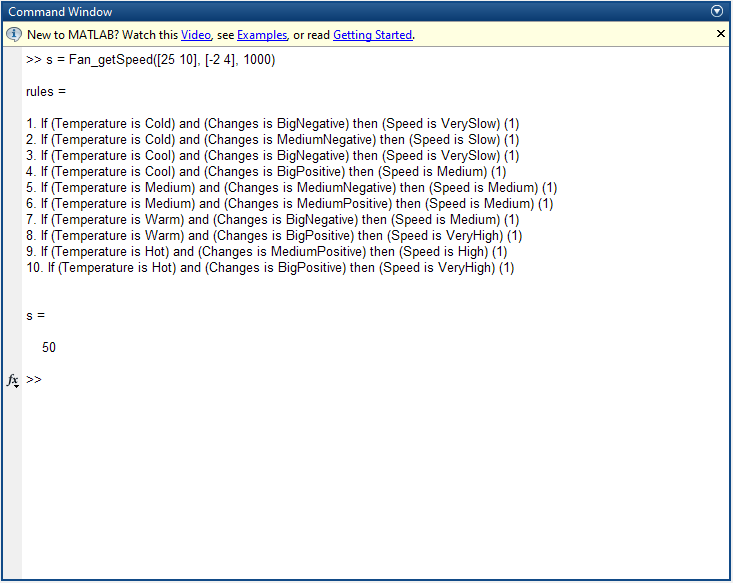 Command Window
New to MATLAB? Watch this Video, see Examples, or read Getting Started.
>> s = Fan_getSpeed([25 10], [-2 4], 1000)
rules =
1. If (Temperature is Cold) and (Changes is BigNegative) then (Speed is VerySlow) (1)
2. If (Temperature is Cold) and (Changes is MediumNegative) then (Speed is Slow) (1)
3. If (Temperature is Cool) and (Changes is BigNegative) then (Speed is VerySlow) (1)
4. If (Temperature is Cool) and (Changes is BigPositive) then (Speed is Medium) (1)
5. If (Temperature is Medium) and (Changes is MediumNegative) then (Speed is Medium) (1)
6. If (Temperature is Medium) and (Changes is MediumPositive) then (Speed is Medium) (1)
7. If (Temperature is Warm) and (Changes is BigNegative) then (Speed is Medium) (1)
8. If (Temperature is Warm) and (Changes is BigPositive) then (Speed is VeryHigh) (1)
9. If (Temperature is Hot) and (Changes is MediumPositive) then (Speed is High) (1)
10. If (Temperature is Hot) and (Changes is BigPositive) then (Speed is VeryHigh) (1)
s =
50
fx >>